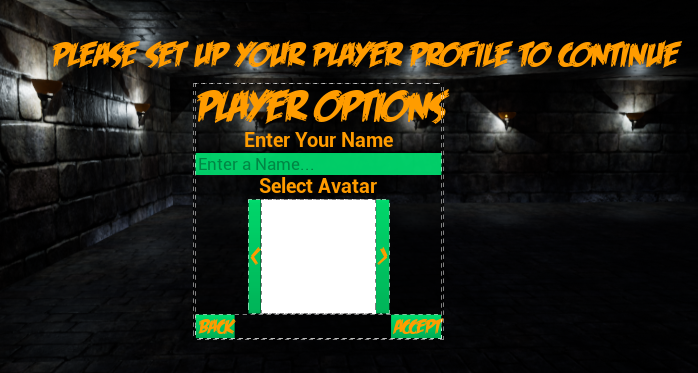 PLEASE SET UP YOUR PLAYER PROFILE TO CONTINUE
PLAYER OPTIONS
Enter Your Name
Enter a Name...
Select Avatar
< >
BACK ACCEPT